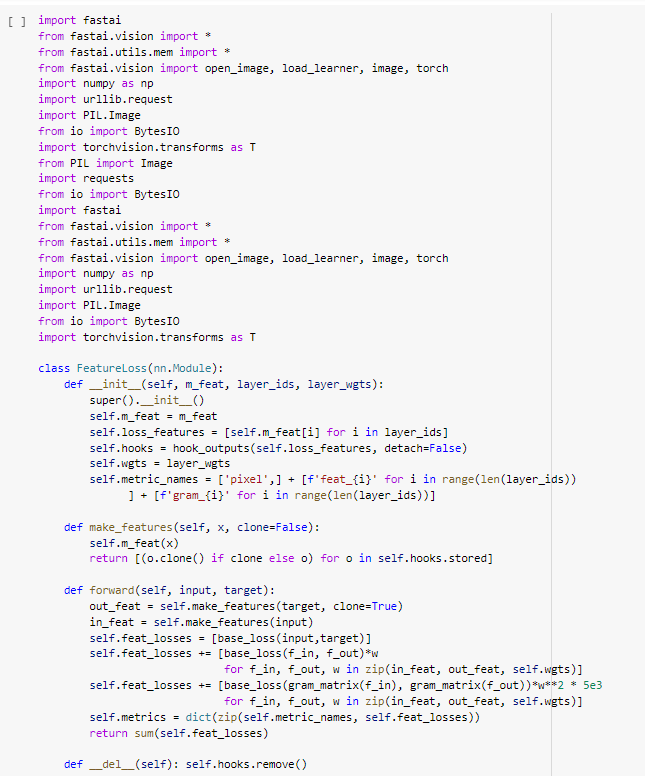 [ ] import fastai
from fastai.vision import *
from fastai.utils.mem import *
from fastai.vision import open_image, load_learner, image, torch
import numpy as np
import urllib.request
import PIL.Image
from io import BytesIO
import torchvision.transforms as T
from PIL import Image
import requests
from io import BytesIO
import fastai
from fastai.vision import *
from fastai.utils.mem import *
from fastai.vision import open_image, load_learner, image, torch
import numpy as np
import urllib.request
import PIL.Image
from io import BytesIO
import torchvision.transforms as T

class FeatureLoss(nn.Module):
    def __init__(self, m_feat, layer_ids, layer_wgts):
        super().__init__()
        self.m_feat = m_feat
        self.loss_features = [self.m_feat[i] for i in layer_ids]
        self.hooks = hook_outputs(self.loss_features, detach=False)
        self.wgts = layer_wgts
        self.metric_names = ['pixel',] + [f'feat_{i}' for i in range(len(layer_ids))
              ] + [f'gram_{i}' for i in range(len(layer_ids))]

    def make_features(self, x, clone=False):
        self.m_feat(x)
        return [(o.clone() if clone else o) for o in self.hooks.stored]

    def forward(self, input, target):
        out_feat = self.make_features(target, clone=True)
        in_feat = self.make_features(input)
        self.feat_losses = [base_loss(input,target)]
        self.feat_losses += [base_loss(f_in, f_out)*w
                             for f_in, f_out, w in zip(in_feat, out_feat, self.wgts)]
        self.feat_losses += [base_loss(gram_matrix(f_in), gram_matrix(f_out))*w**2 * 5e3
                             for f_in, f_out, w in zip(in_feat, out_feat, self.wgts)]
        self.metrics = dict(zip(self.metric_names, self.feat_losses))
        return sum(self.feat_losses)

    def __del__(self): self.hooks.remove()